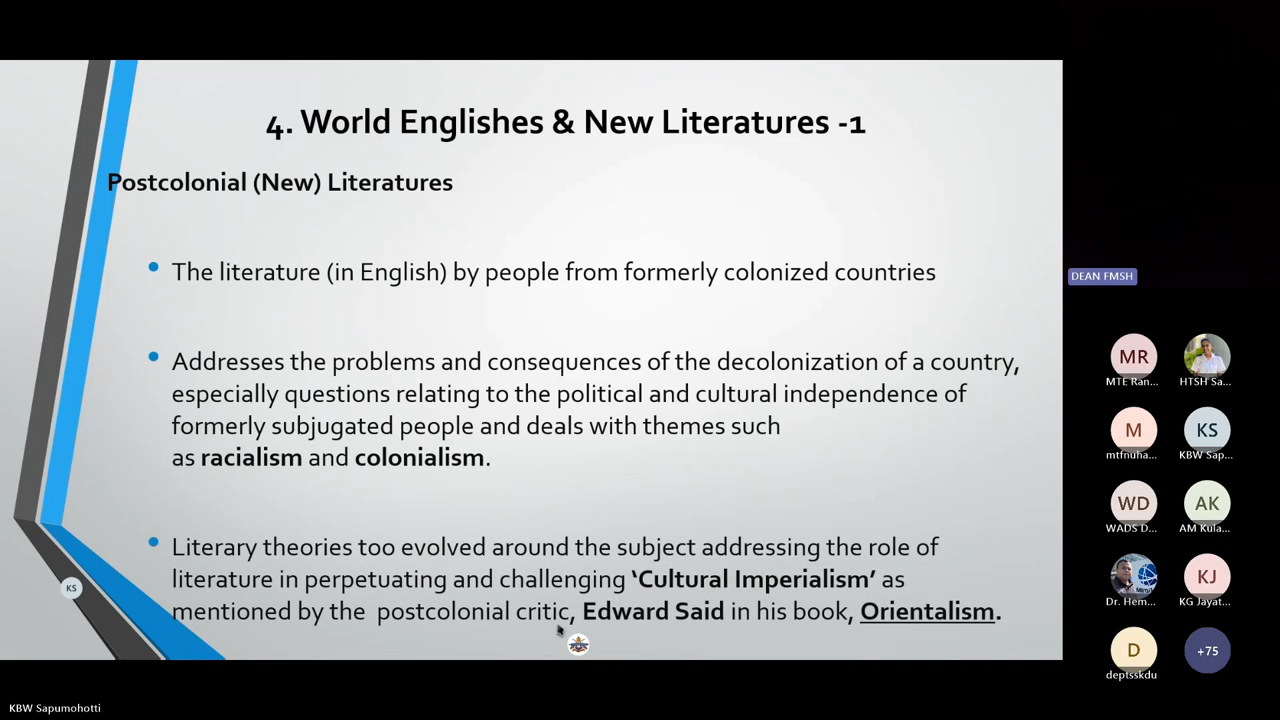 4. World Englishes & New Literatures -1
Postcolonial (New) Literatures
The literature (in English) by people from formerly colonized countries
Addresses the problems and consequences of the decolonization of a country,
especially questions relating to the political and cultural independence of
formerly subjugated people and deals with themes such
as racialism and colonialism.
Literary theories too evolved around the subject addressing the role of
literature in perpetuating and challenging ‘Cultural Imperialism’ as
mentioned by the postcolonial critic, Edward Said in his book, Orientalism.
KS
KBW Sapumohotti
DEAN FMSH
MR
MTE Ran...
HTSH Sa...
M
mtfnuha...
KS
KBW Sap...
WD
WADS D...
AK
AM Kula...
Dr. Hem...
KJ
KG Jayat...
D
deptsskdu
+75